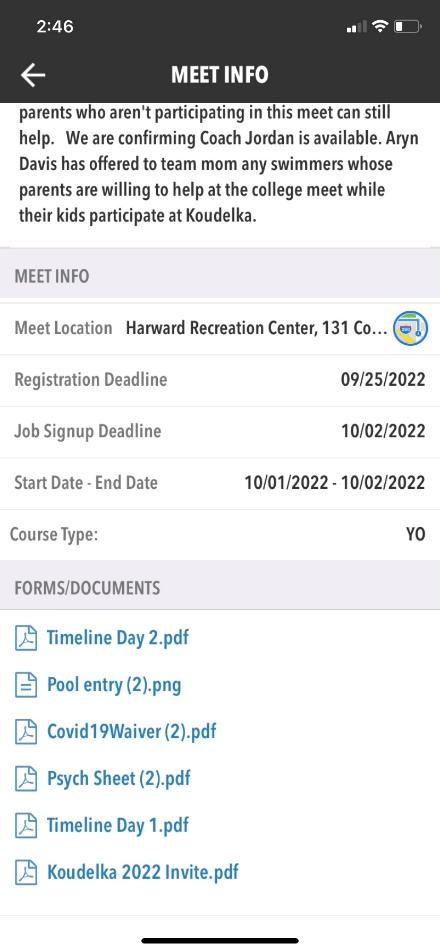 2:46
MEET INFO
parents who aren't participating in this meet can still
help. We are confirming Coach Jordan is available. Aryn
Davis has offered to team mom any swimmers whose
parents are willing to help at the college meet while
their kids participate at Koudelka.
MEET INFO
Meet Location Harward Recreation Center, 131 Co...
Registration Deadline 09/25/2022
Job Signup Deadline 10/02/2022
Start Date - End Date 10/01/2022 - 10/02/2022
Course Type: YO
FORMS/DOCUMENTS
Timeline Day 2.pdf
Pool entry (2).png
Covid19Waiver (2).pdf
Psych Sheet (2).pdf
Timeline Day 1.pdf
Koudelka 2022 Invite.pdf